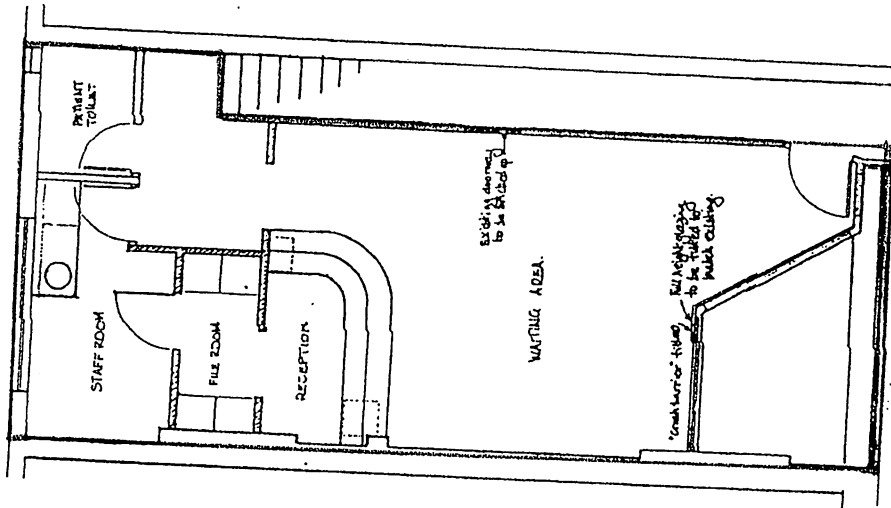 PATIENT
TOILET
STAFF ROOM
FILE ROOM
RECEPTION
WAITING AREA.
Existing doorway
to be bricked up
"Crash barrier" fitted
Full height glazing
to be fitted to
match existing.